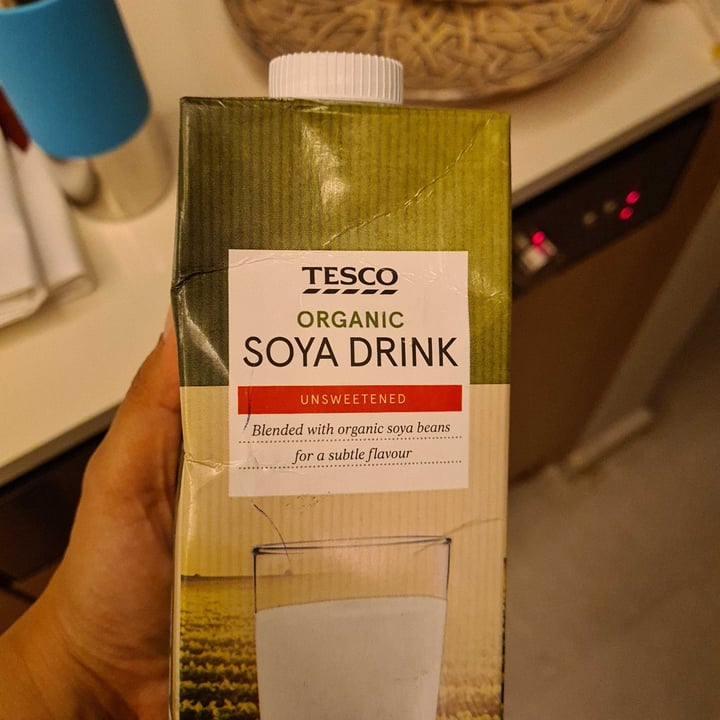 TESCO
ORGANIC
SOYA DRINK
UNSWEETENED
Blended with organic soya beans
for a subtle flavour